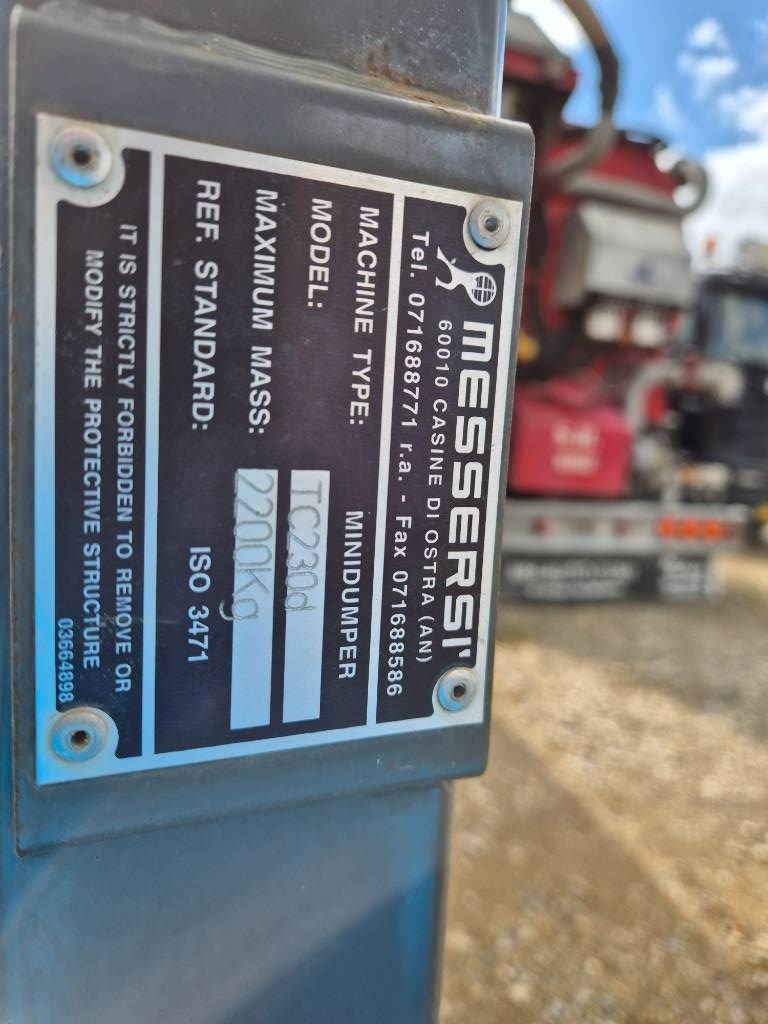 MESSERSI'
60010 CASINE DI OSTRA (AN)
Tel. 071688771 r.a. - Fax 071688586
MACHINE TYPE: MINIDUMPER
MODEL: TC230d
MAXIMUM MASS: 2200Kg
REF. STANDARD: ISO 3471
IT IS STRICTLY FORBIDDEN TO REMOVE OR
MODIFY THE PROTECTIVE STRUCTURE
03664898